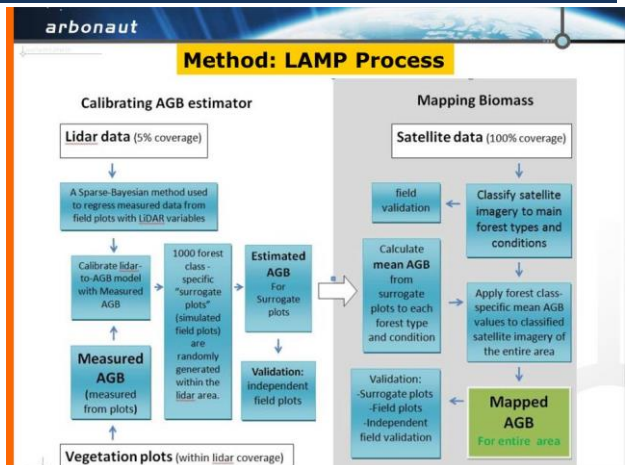 arbonaut
Method: LAMP Process
Calibrating AGB estimator
Lidar data (5% coverage)
A Sparse-Bayesian method used
to regress measured data from
field plots with LiDAR variables
Calibrate lidar-
to-AGB model
with Measured
AGB
1000 forest
class -
specific
"surrogate
plots"
(simulated
field plots)
are
randomly
generated
within the
lidar area.
Estimated
AGB
For
Surrogate
plots
Measured
AGB
(measured
from plots)
Validation:
independent
field plots
Vegetation plots (within lidar coverage)
Mapping Biomass
Satellite data (100% coverage)
field
validation
Classify satellite
imagery to main
forest types and
conditions
Calculate
mean AGB
from
surrogate
plots to each
forest type
and condition
Apply forest class-
specific mean AGB
values to classified
satellite imagery of
the entire area
Validation:
-Surrogate plots
-Field plots
-Independent
field validation
Mapped
AGB
For entire area